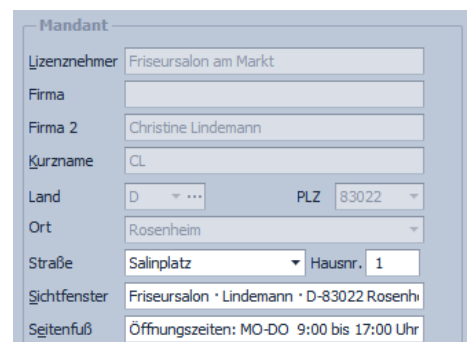 Mandant
Lizenznehmer Friseursalon am Markt
Firma
Firma 2 Christine Lindemann
Kurzname CL
Land D ... PLZ 83022
Ort Rosenheim
Straße Salinplatz Hausnr. 1
Sichtfenster Friseursalon · Lindemann · D-83022 Rosenh
Seitenfuß Öffnungszeiten: MO-DO 9:00 bis 17:00 Uhr